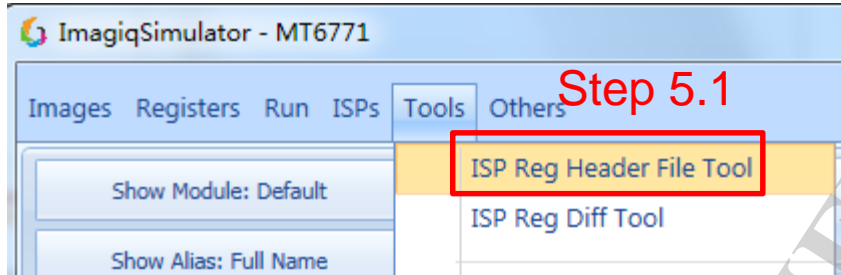 ImagiqSimulator - MT6771
Images Registers Run ISPs Tools Others
Step 5.1
ISP Reg Header File Tool
Show Module: Default
ISP Reg Diff Tool
Show Alias: Full Name